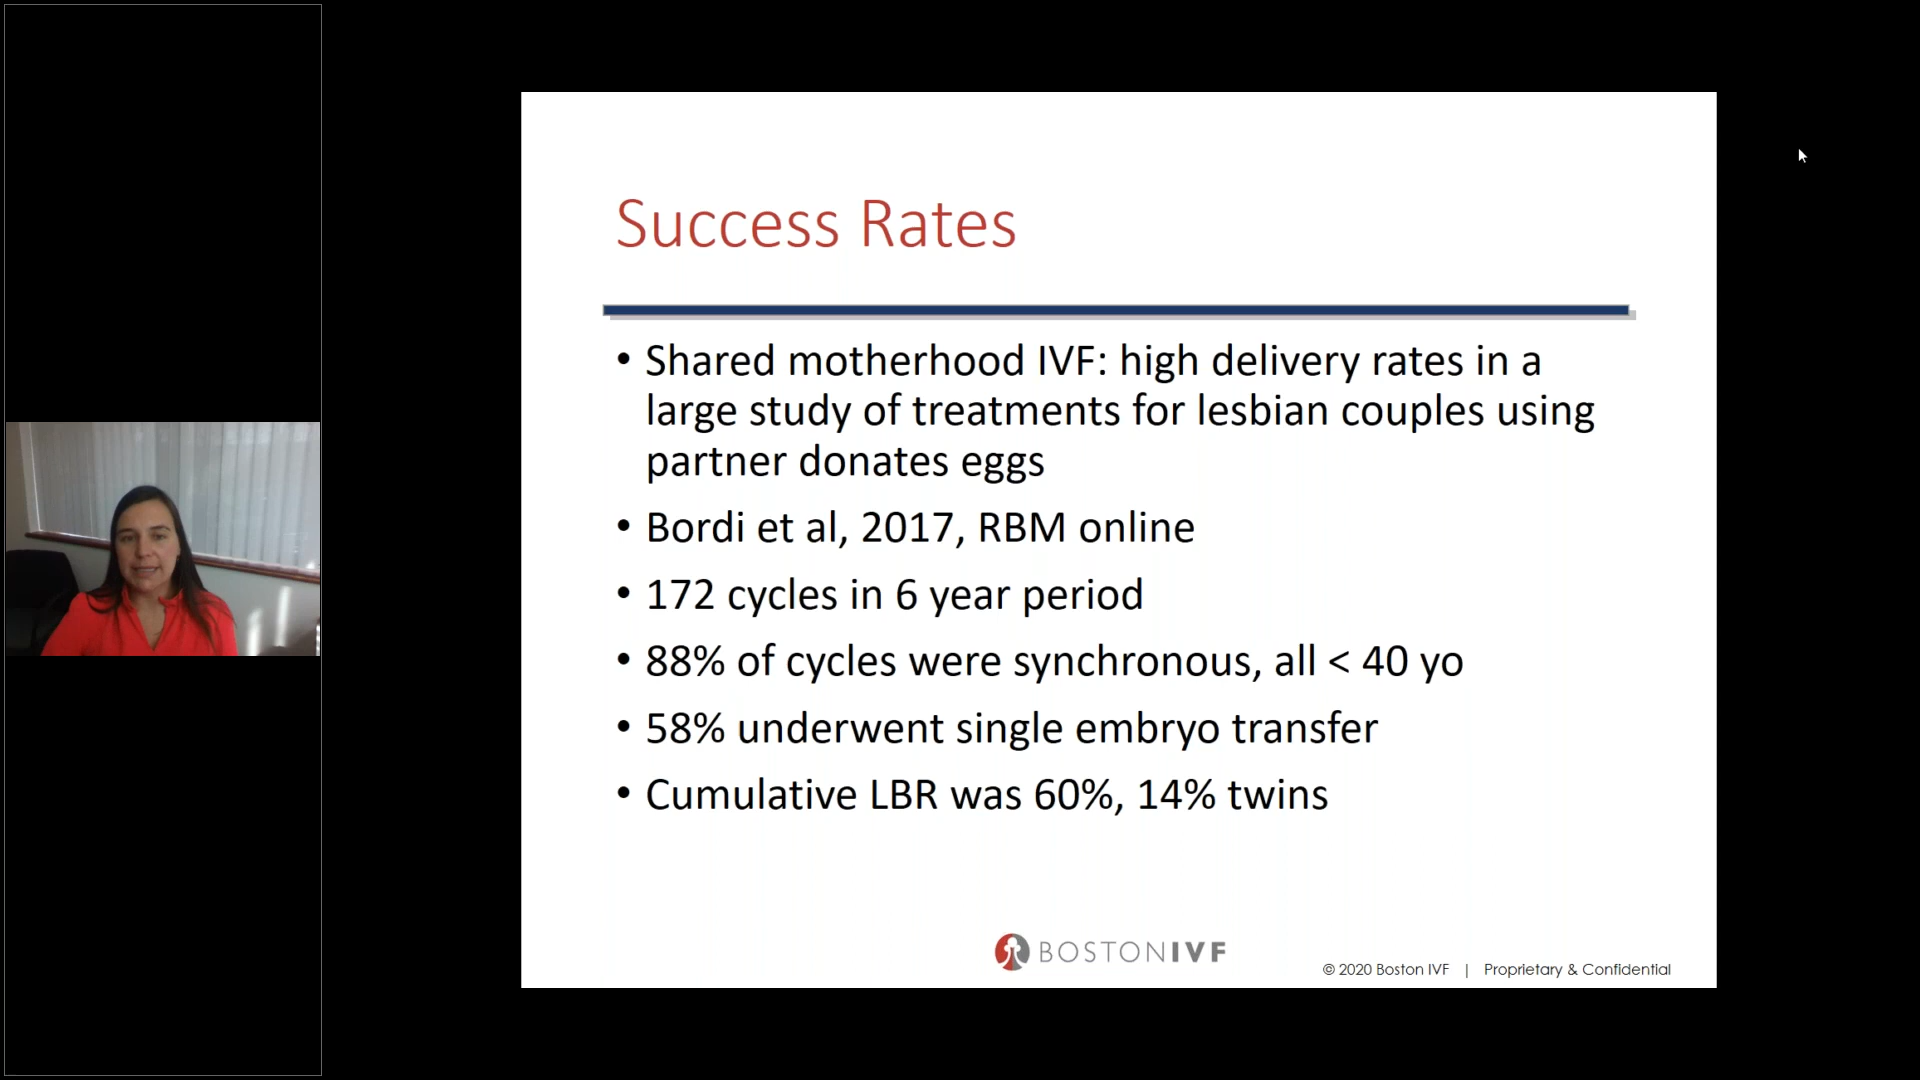 Success Rates
• Shared motherhood IVF: high delivery rates in a
large study of treatments for lesbian couples using
partner donates eggs
• Bordi et al, 2017, RBM online
• 172 cycles in 6 year period
• 88% of cycles were synchronous, all < 40 yo
• 58% underwent single embryo transfer
• Cumulative LBR was 60%, 14% twins
BOSTONIVF
© 2020 Boston IVF | Proprietary & Confidential